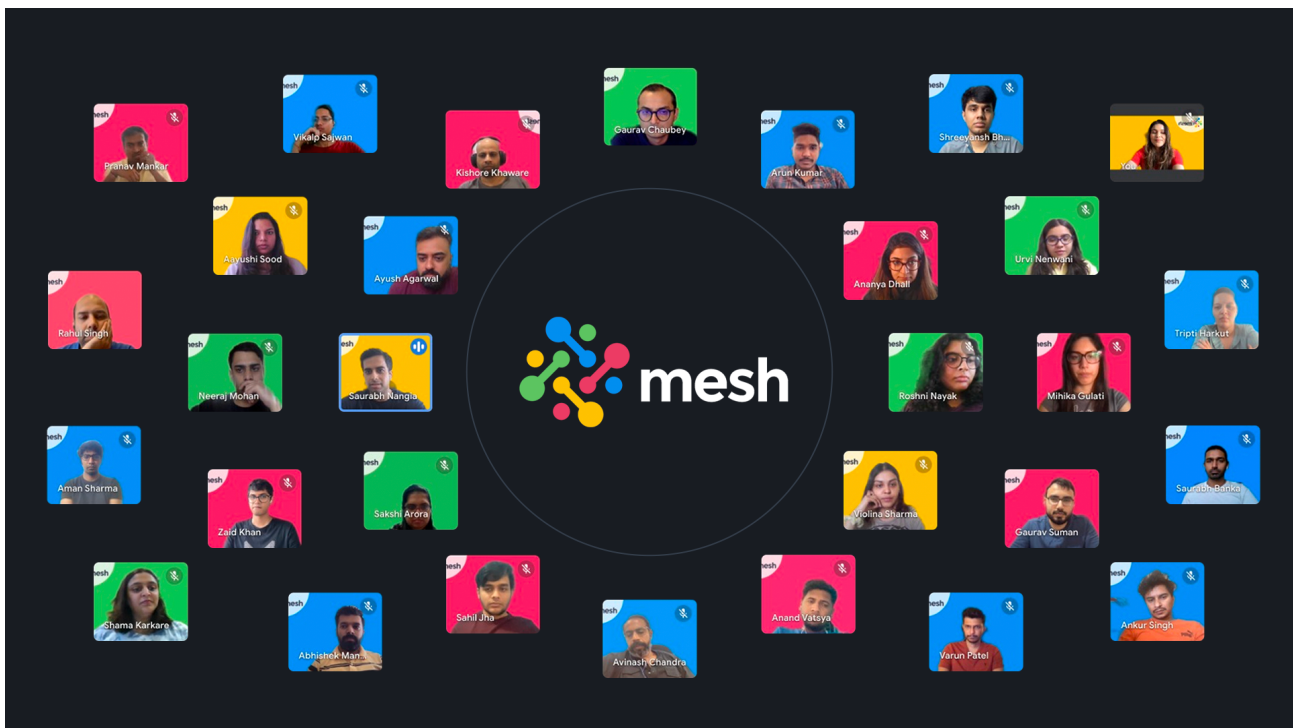 Vikalp Sajwan
Gaurav Chaubey
Shreeyansh Bh...
Pranav Mankar
Kishore Khaware
Arun Kumar
You
Aayushi Sood
Ayush Agarwal
Ananya Dhall
Urvi Nenwani
Rahul Singh
Tripti Harkut
Neeraj Mohan
Saurabh Nangia
mesh
Roshni Nayak
Mihika Gulati
Aman Sharma
Zaid Khan
Sakshi Arora
Violina Sharma
Gaurav Suman
Saurabh Banka
Shama Karkare
Abhishek Man...
Sahil Jha
Avinash Chandra
Anand Vatsya
Varun Patel
Ankur Singh